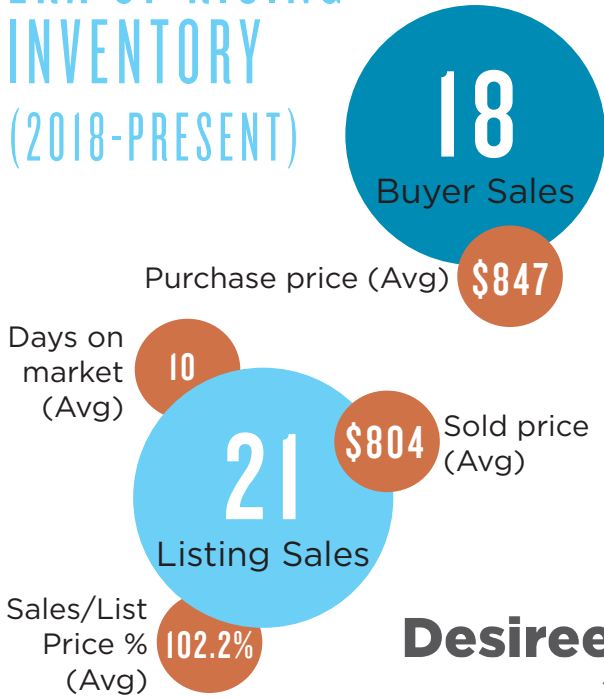 INVENTORY
(2018-PRESENT)
18
Buyer Sales
Purchase price (Avg)
$847
Days on
market
(Avg)
10
21
Listing Sales
$804
Sold price
(Avg)
Sales/List
Price %
(Avg)
102.2%
Desiree